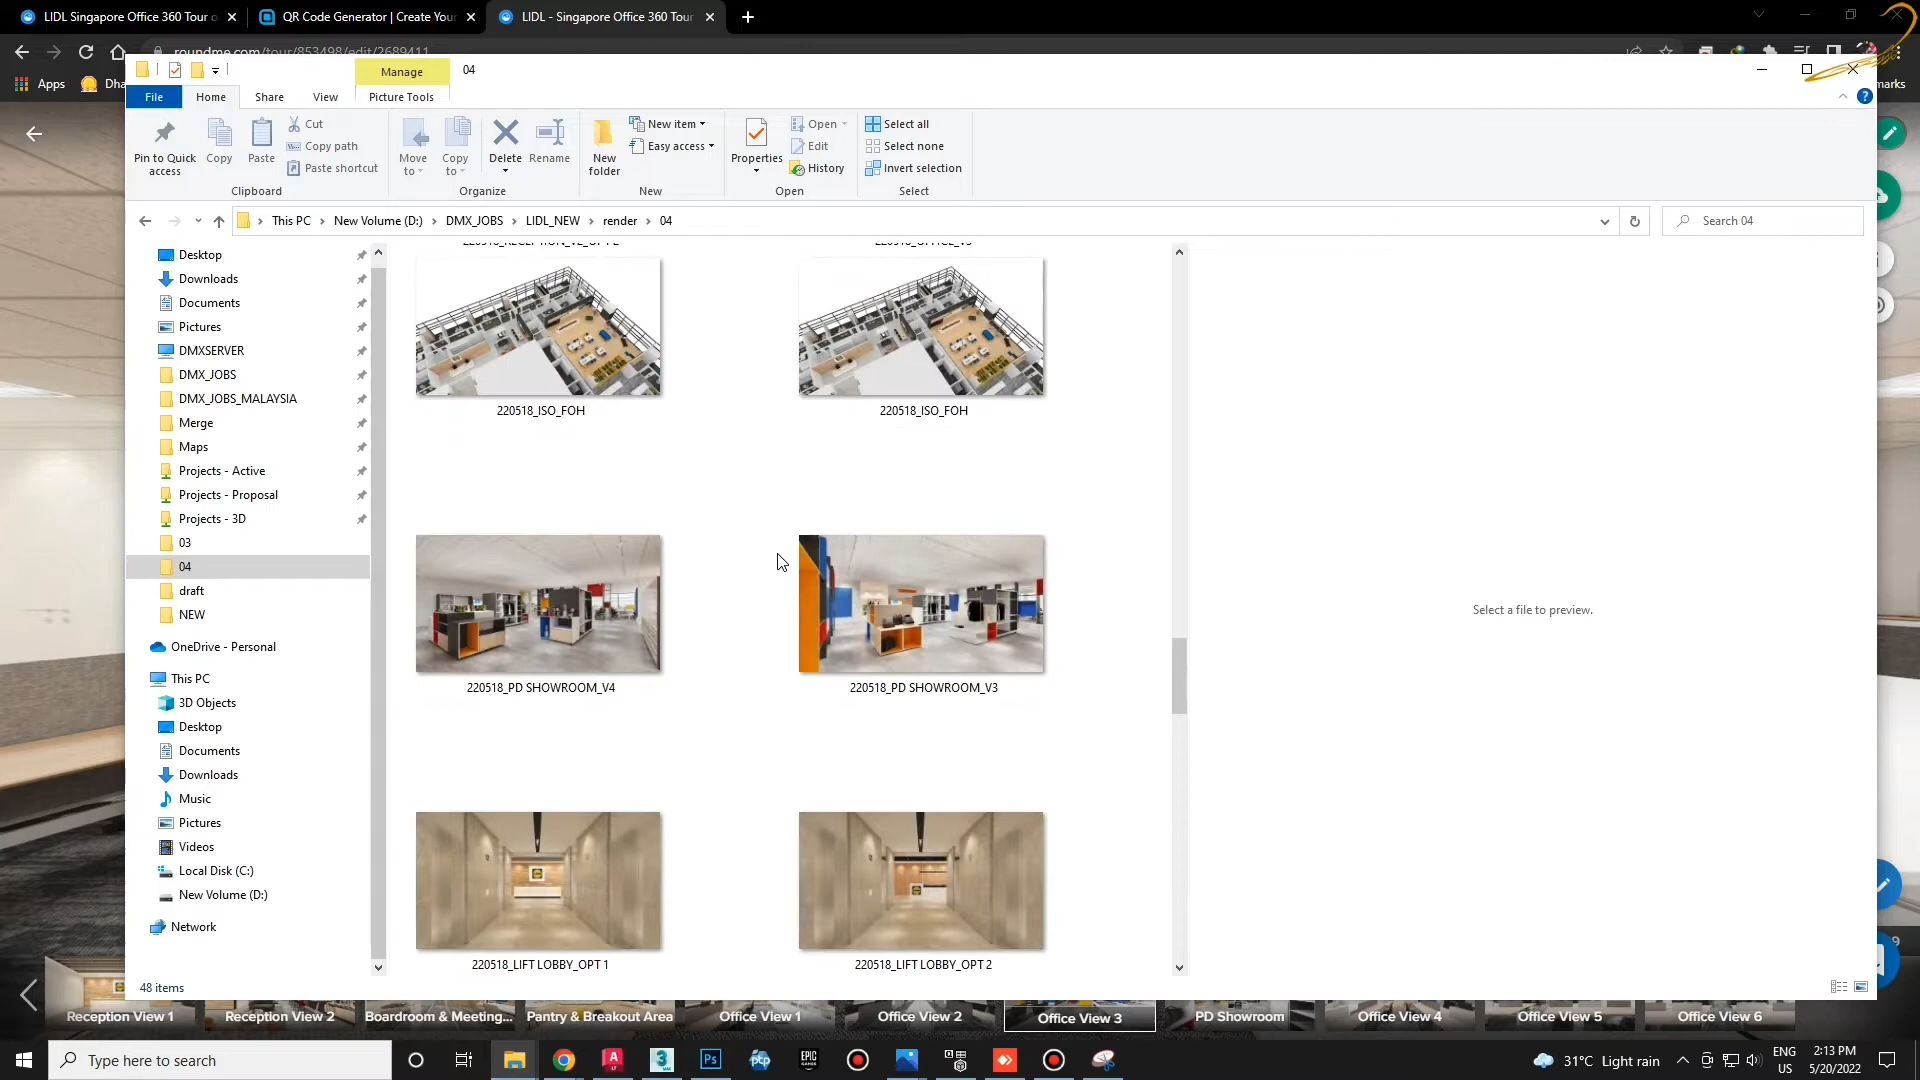 LIDL Singapore Office 360 Tour o
QR Code Generator | Create Your
LIDL - Singapore Office 360 Tour
roundme.com/tour/853498/edit/2689411
Apps
Dha
marks
Manage
04
File
Home
Share
View
Picture Tools
Pin to Quick access
Copy
Paste
Cut
Copy path
Paste shortcut
Move to
Copy to
Delete
Rename
New folder
New item
Easy access
Properties
Open
Edit
History
Select all
Select none
Invert selection
Clipboard
Organize
New
Open
Select
This PC > New Volume (D:) > DMX_JOBS > LIDL_NEW > render > 04
Search 04
Desktop
Downloads
Documents
Pictures
DMXSERVER
DMX_JOBS
DMX_JOBS_MALAYSIA
Merge
Maps
Projects - Active
Projects - Proposal
Projects - 3D
03
04
draft
NEW
OneDrive - Personal
This PC
3D Objects
Desktop
Documents
Downloads
Music
Pictures
Videos
Local Disk (C:)
New Volume (D:)
Network
220518_ISO_FOH
220518_ISO_FOH
220518_PD SHOWROOM_V4
220518_PD SHOWROOM_V3
220518_LIFT LOBBY_OPT 1
220518_LIFT LOBBY_OPT 2
Select a file to preview.
48 items
Reception View 1
Reception View 2
Boardroom & Meeting...
Pantry & Breakout Area
Office View 1
Office View 2
Office View 3
PD Showroom
Office View 4
Office View 5
Office View 6
Type here to search
31°C Light rain
ENG
US
2:13 PM
5/20/2022